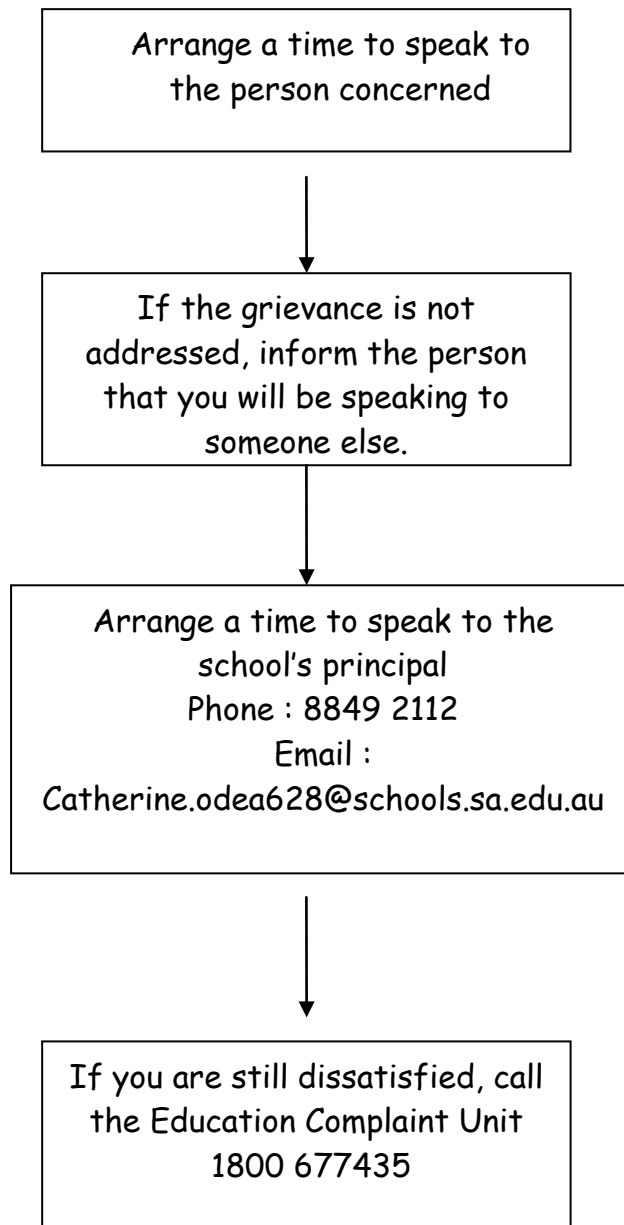 Arrange a time to speak to
the person concerned
If the grievance is not
addressed, inform the person
that you will be speaking to
someone else.
Arrange a time to speak to the
school's principal
Phone : 8849 2112
Email :
Catherine.odea628@schools.sa.edu.au
If you are still dissatisfied, call
the Education Complaint Unit
1800 677435